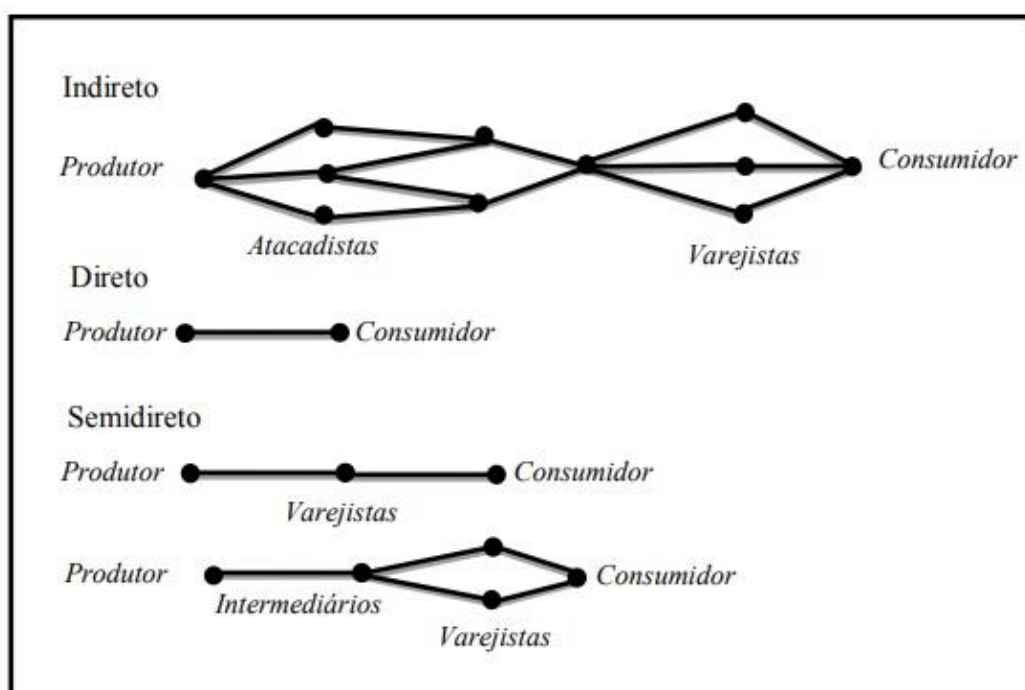 Indireto
Produtor
Consumidor
Atacadistas
Varejistas
Direto
Produtor Consumidor
Semidireto
Produtor Consumidor
Varejistas
Produtor Consumidor
Intermediários
Varejistas